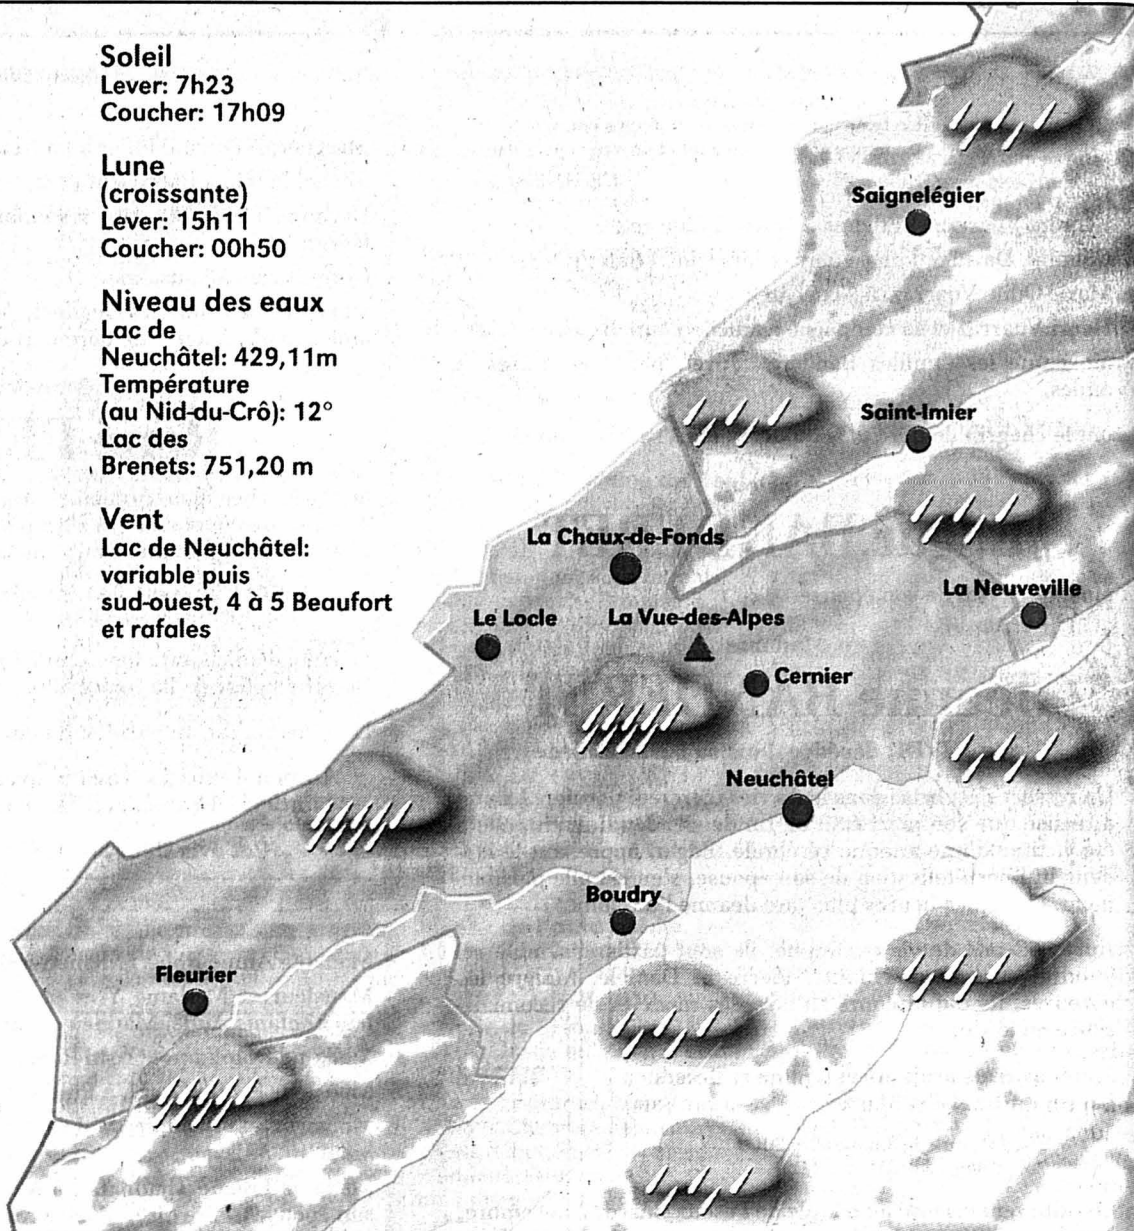 Soleil
Lever: 7h23
Coucher: 17h09
Lune
(croissante)
Lever: 15h11
Coucher: 00h50
Niveau des eaux
Lac de
Neuchâtel: 429,11m
Température
(au Nid-du-Crô): 12°
Lac des
Brenets: 751,20 m
Vent
Lac de Neuchâtel:
variable puis
sud-ouest, 4 à 5 Beaufort
et rafales
Saignelégier
Saint-Imier
La Chaux-de-Fonds
La Neuveville
Le Locle
La Vue-des-Alpes
Cernier
Neuchâtel
Boudry
Fleurier